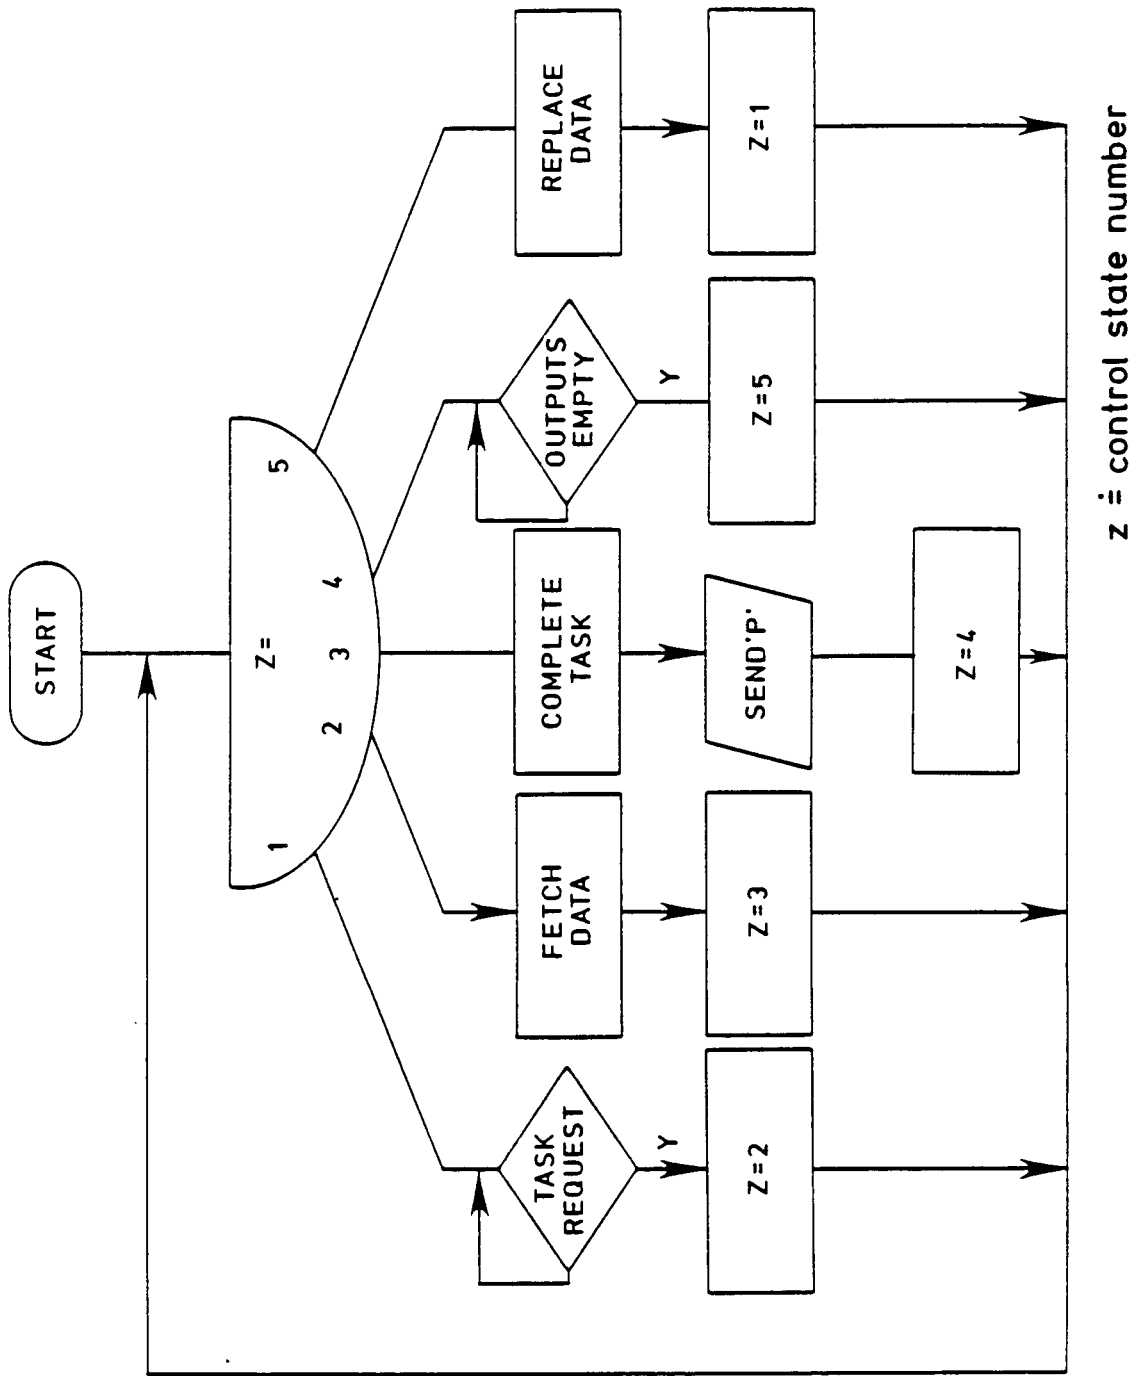 START
Z=
1
2
3
4
5
TASK
REQUEST
Y
Z=2
FETCH
DATA
Z=3
COMPLETE
TASK
SEND'P'
Z=4
OUTPUTS
EMPTY
Y
Z=5
REPLACE
DATA
Z=1
z ≐ control state number